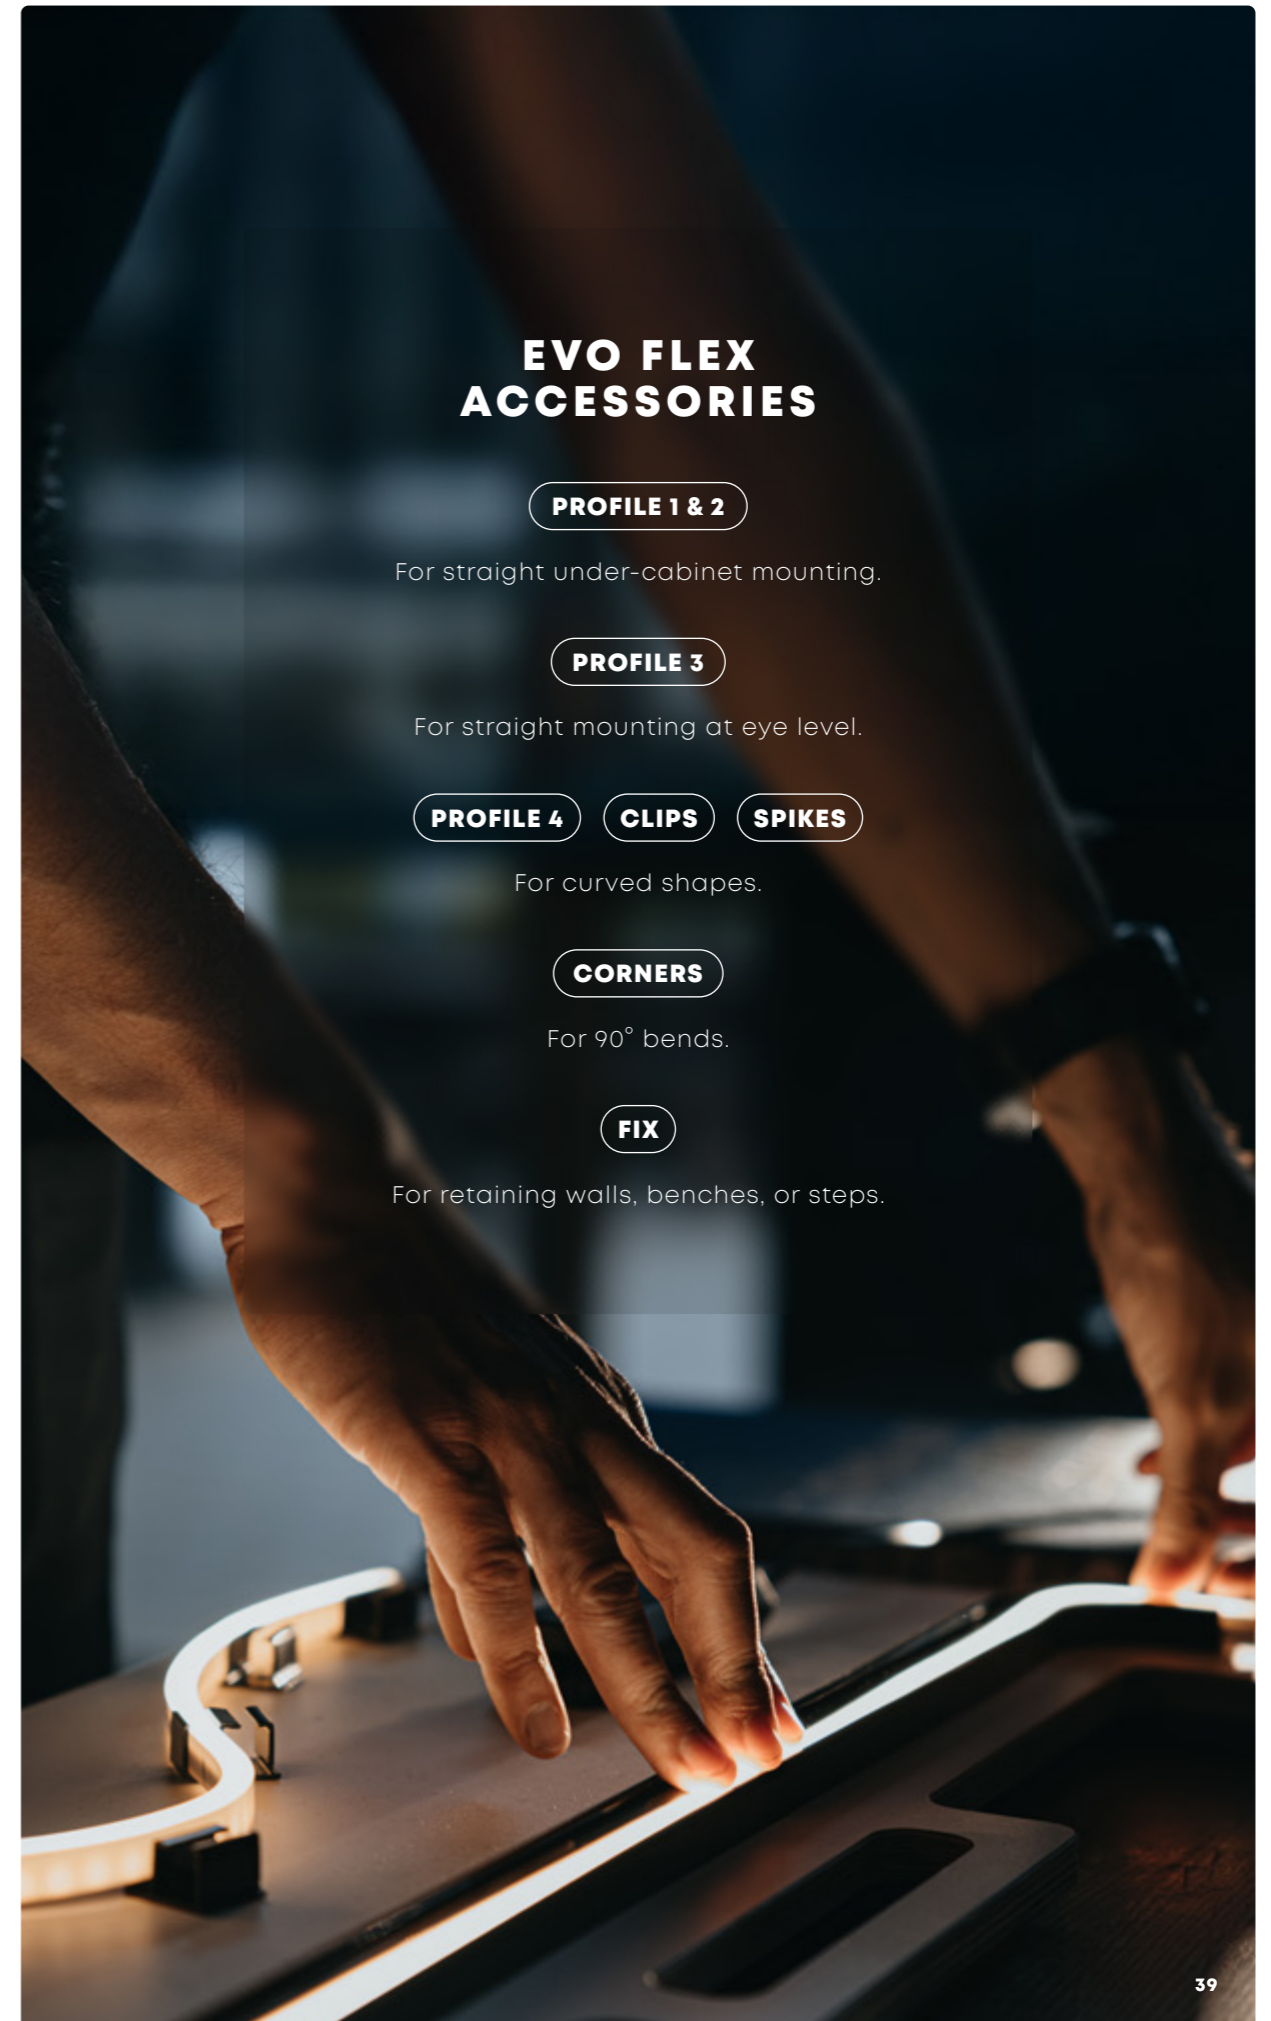 EVO FLEX
ACCESSORIES
PROFILE 1 & 2
For straight under-cabinet mounting.
PROFILE 3
For straight mounting at eye level.
PROFILE 4 CLIPS SPIKES
For curved shapes.
CORNERS
For 90° bends.
FIX
For retaining walls, benches, or steps.
39